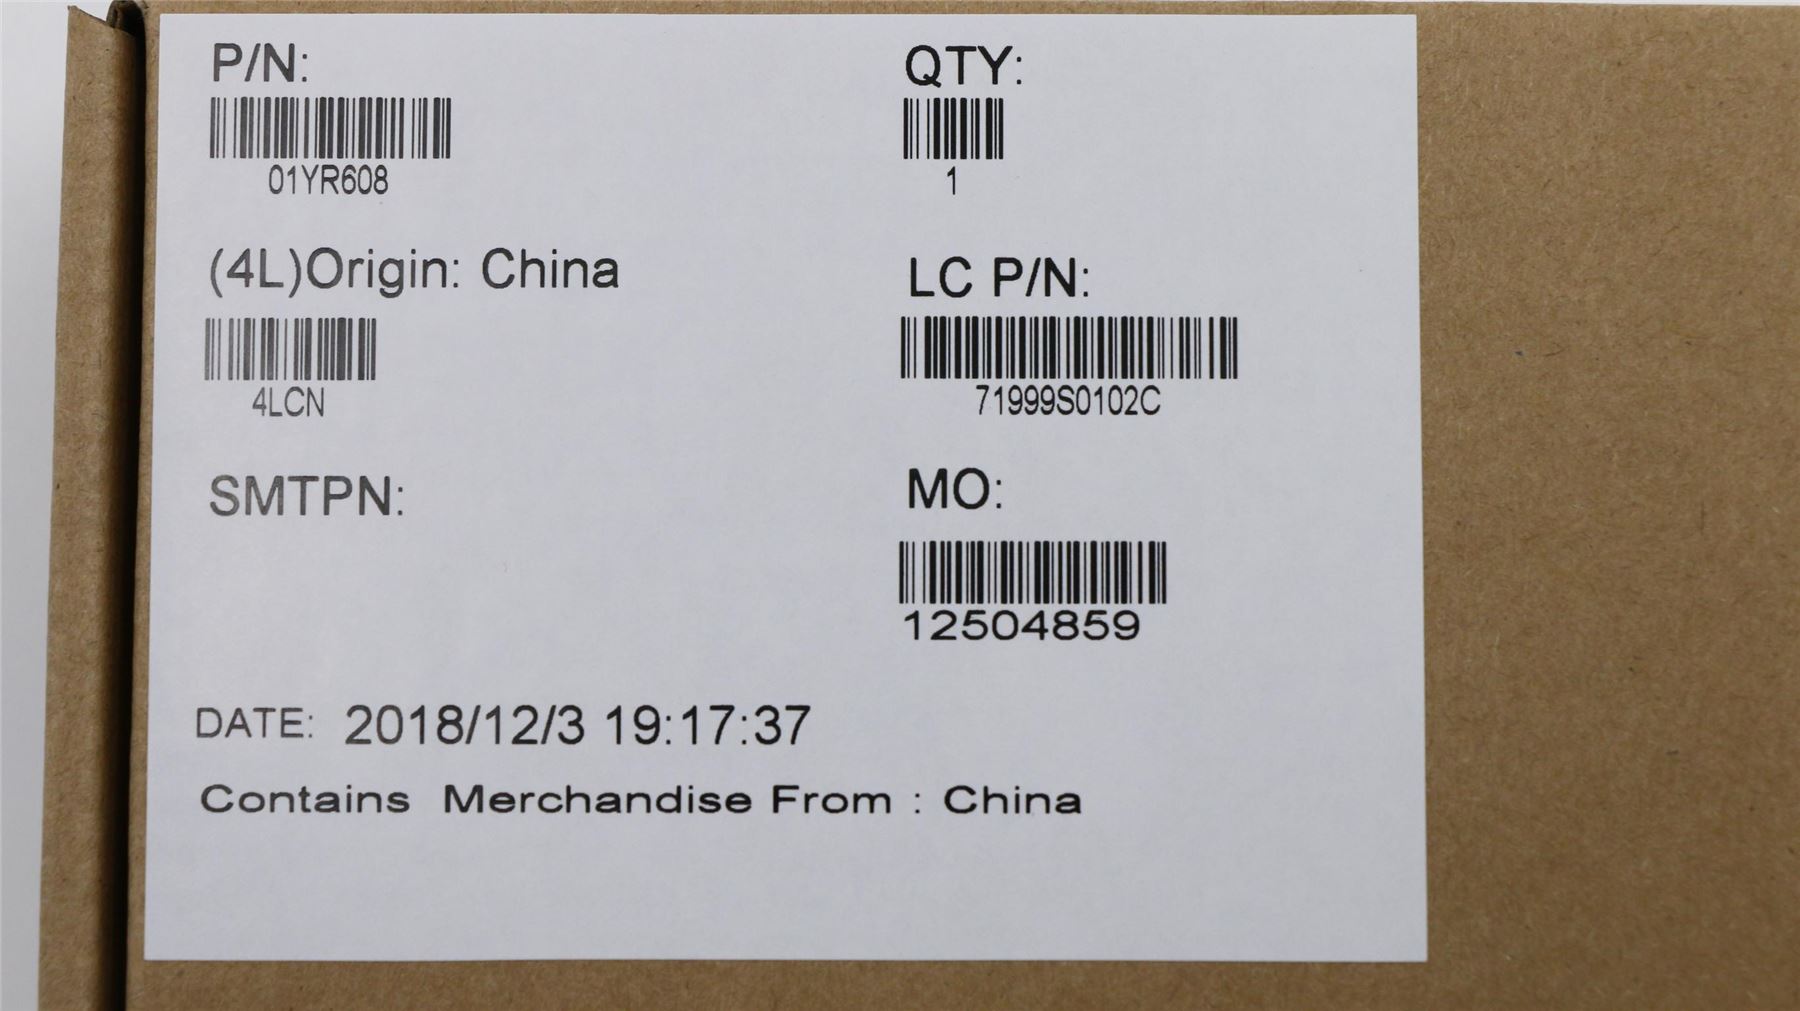 P/N:
01YR608
QTY:
1
(4L)Origin: China
4LCN
LC P/N:
71999S0102C
SMTPN:
MO:
12504859
DATE: 2018/12/3 19:17:37
Contains Merchandise From : China